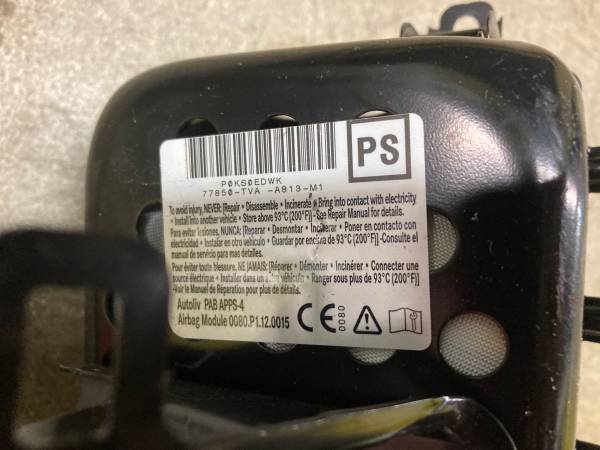 PS
P0KS0EDWK
77850-TVA -A813-M1
To avoid injury, NEVER: [Repair • Disassemble • Incinerate • Bring into contact with electricity
• Install into another vehicle • Store above 93°C (200°F)] -See Repair Manual for details.
Para evitar lesiones, NUNCA: [Reparar • Desmontar • Incinerar • Poner en contacto con
electricidad • Instalar en otro vehículo • Guardar por encima de 93°C (200°F)] -Consulte el
manual de servicio para mas detalles.
Pour éviter toute blessure, NE JAMAIS: [Réparer • Démonter • Incinérer • Connecter une
source électrique • Installer dans un autre véhicule • Ranger sous plus de 93°C (200°F)]
-Voir le Manuel de Réparation pour plus de détails.
Autoliv PAB APPS-4
Airbag Module 0080.P1.12.0015
CE 0080